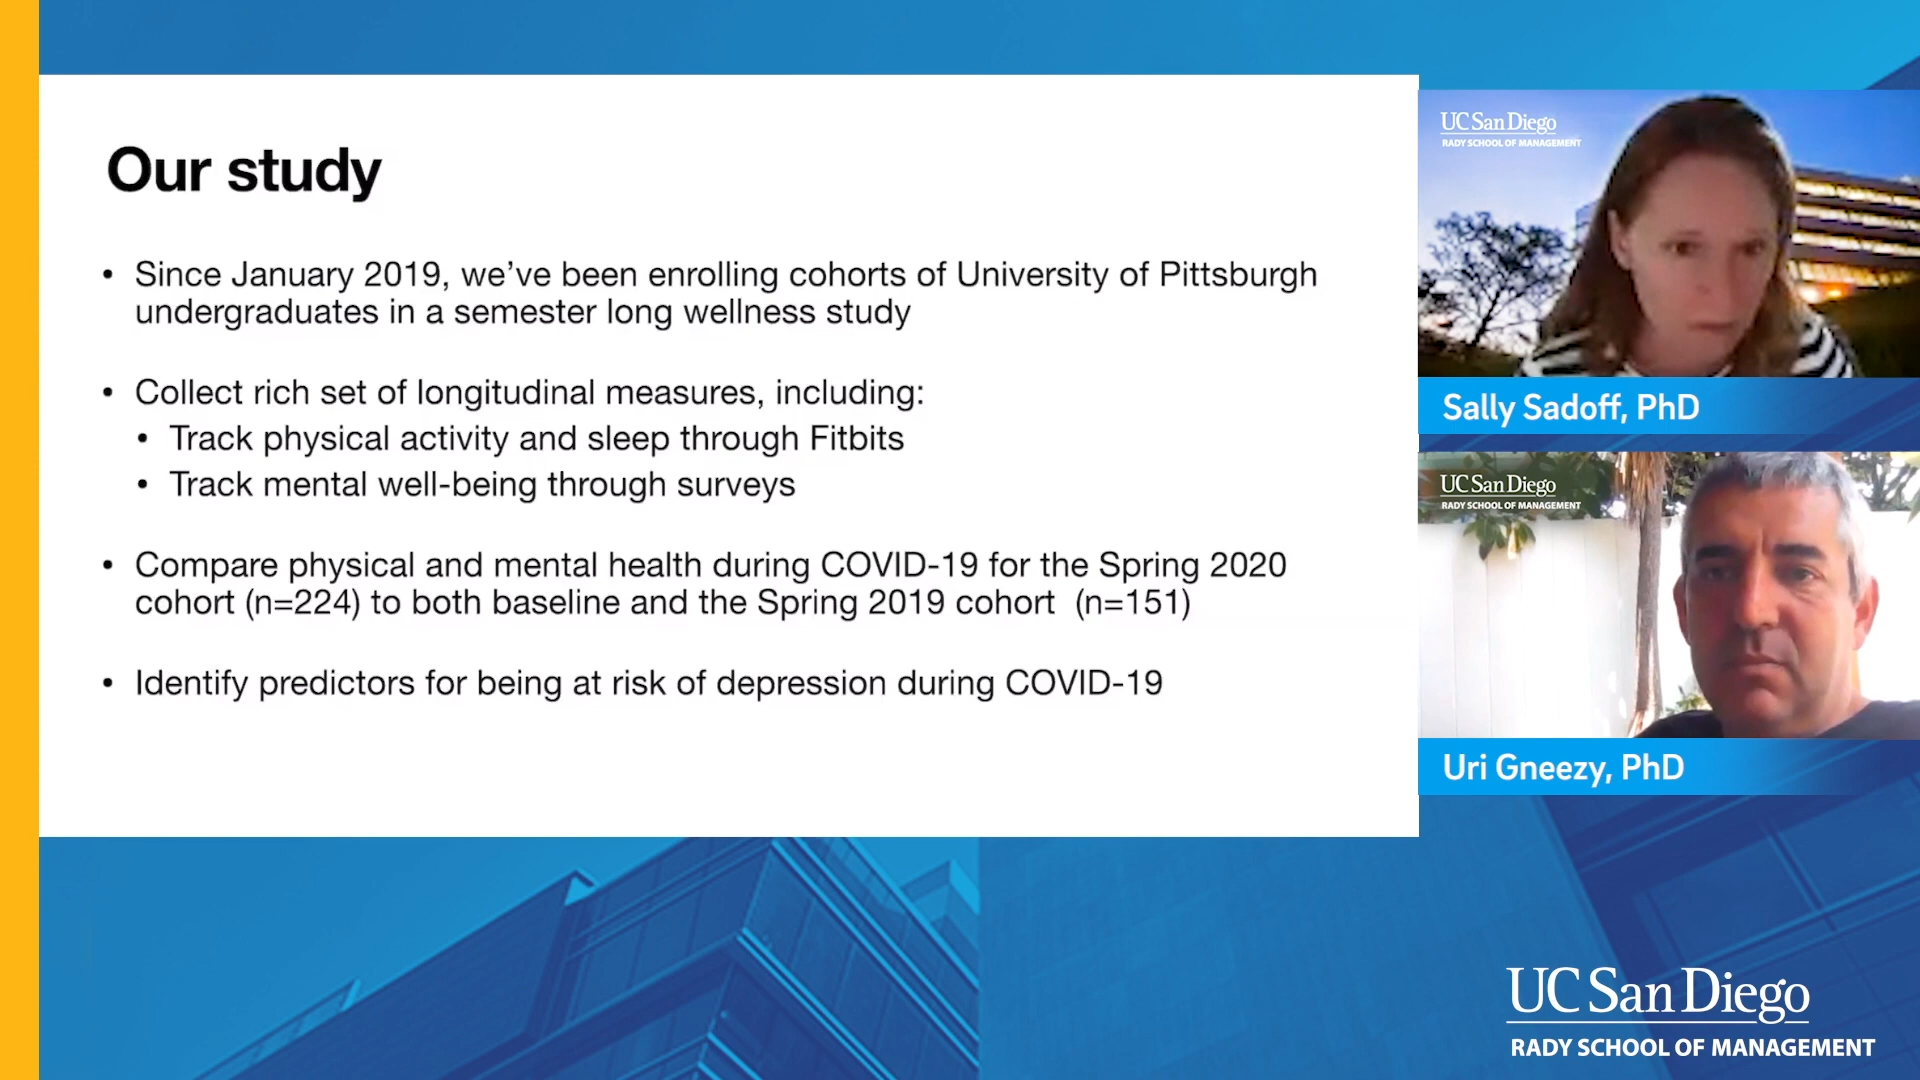 Our study
• Since January 2019, we've been enrolling cohorts of University of Pittsburgh
undergraduates in a semester long wellness study
• Collect rich set of longitudinal measures, including:
• Track physical activity and sleep through Fitbits
• Track mental well-being through surveys
• Compare physical and mental health during COVID-19 for the Spring 2020
cohort (n=224) to both baseline and the Spring 2019 cohort (n=151)
• Identify predictors for being at risk of depression during COVID-19
UC San Diego
RADY SCHOOL OF MANAGEMENT
Sally Sadoff, PhD
UC San Diego
RADY SCHOOL OF MANAGEMENT
Uri Gneezy, PhD
UC San Diego
RADY SCHOOL OF MANAGEMENT